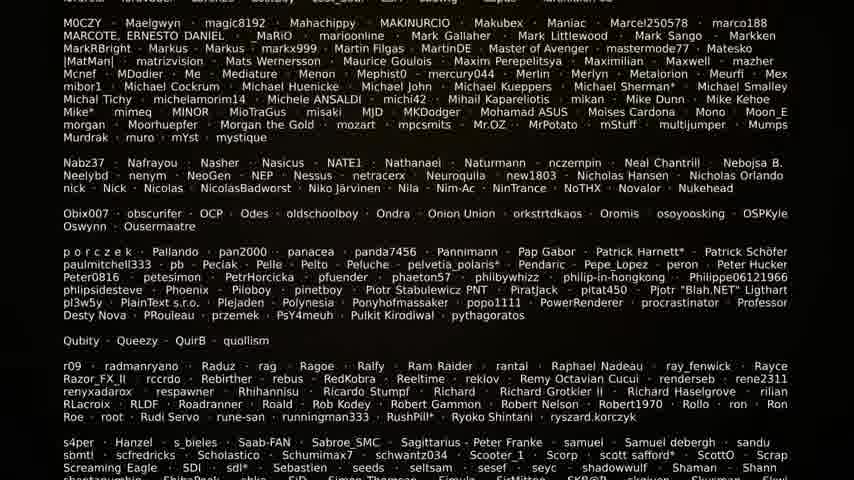 M0CZY · Maelgwyn · magic8192 · Mahachippy · MAKINURCIO · Makubex · Maniac · Marcel250578 · marco188
MARCOTE, ERNESTO DANIEL · _MaRiO · marioonline · Mark Gallaher · Mark Littlewood · Mark Sango · Markken
MarkRBright · Markus · Markus · markx999 · Martin Filgas · MartinDE · Master of Avenger · mastermode77 · Matesko
|MatMan| · matrizvision · Mats Wernersson · Maurice Goulois · Maxim Perepelitsya · Maximilian · Maxwell · mazher
Mcnef · MDodier · Me · Mediature · Menon · Mephist0 · mercury044 · Merlin · Merlyn · Metalorion · Meurfi · Mex
mibor1 · Michael Cockrum · Michael Huenicke · Michael John · Michael Kueppers · Michael Sherman* · Michael Smalley
Michal Tichy · michelamorim14 · Michele ANSALDI · michi42 · Mihail Kapareliotis · mikan · Mike Dunn · Mike Kehoe
Mike* · mimeq · MINOR · MioTraGus · misaki · MJD · MKDodger · Mohamad ASUS · Moises Cardona · Mono · Moon_E
morgan · Moorhuepfer · Morgan the Gold · mozart · mpcsmits · Mr.OZ · MrPotato · mStuff · multijumper · Mumps
Murdrak · muro · mYst · mystique
Nabz37 · Nafrayou · Nasher · Nasicus · NATE1 · Nathanael · Naturmann · nczempin · Neal Chantrill · Nebojsa B.
Neelybd · nenym · NeoGen · NEP · Nessus · netracerx · Neuroquila · new1803 · Nicholas Hansen · Nicholas Orlando
nick · Nick · Nicolas · NicolasBadworst · Niko Järvinen · Nila · Nim-Ac · NinTrance · NoTHX · Novalor · Nukehead
Obix007 · obscurifer · OCP · Odes · oldschoolboy · Ondra · Onion Union · orkstrtdkaos · Oromis · osoyoosking · OSPKyle
Oswynn · Ousermaatre
p o r c z e k · Pallando · pan2000 · panacea · panda7456 · Pannimann · Pap Gabor · Patrick Harnett* · Patrick Schöfer
paulmitchell333 · pb · Peciak · Pelle · Pelto · Peluche · pelvetia_polaris* · Pendaric · Pepe_Lopez · peron · Peter Hucker
Peter0816 · petesimon · PetrHorcicka · pfuender · phaeton57 · philbywhizz · philip-in-hongkong · Philippe06121966
phlipsidesteve · Phoenix · Piloboy · pinetboy · Piotr Stabulewicz PNT · PiratJack · pitat450 · PJotr "Blah.NET" Ligthart
pl3w5y · PlainText s.r.o. · PleJaden · Polynesia · Ponyhofmassaker · popo1111 · PowerRenderer · procrastinator · Professor
Desty Nova · PRouleau · przemek · PsY4meuh · Pulkit Kirodiwal · pythagoratos
Qubity · Queezy · QuirB · quollism
r09 · radmanryano · Raduz · rag · Ragoe · Ralfy · Ram Raider · rantal · Raphael Nadeau · ray_fenwick · Rayce
Razor_FX_II · rccrdo · Rebirther · rebus · RedKobra · Reeltime · reklov · Remy Octavian Cucui · renderseb · rene2311
renyxadarox · respawner · Rhihannisu · Ricardo Stumpf · Richard · Richard Grotkier II · Richard Haselgrove · rilian
RLacroix · RLDF · Roadranner · Roald · Rob Kodey · Robert Gammon · Robert Nelson · Robert1970 · Rollo · ron · Ron
Roe · root · Rudi Servo · rune-san · runningman333 · RushPill* · Ryoko Shintani · ryszard.korczyk
s4per · Hanzel · s_bieles · Saab-FAN · Sabroe_SMC · Sagittarius - Peter Franke · samuel · Samuel debergh · sandu
sbmtl · scfredricks · Scholastico · Schumimax7 · schwantz034 · Scooter_1 · Scorp · scott safford* · ScottO · Scrap
Screaming Eagle · SDI · sdl* · Sebastien · seeds · seltsam · sesef · seyc · shadowwulf · Shaman · Shann